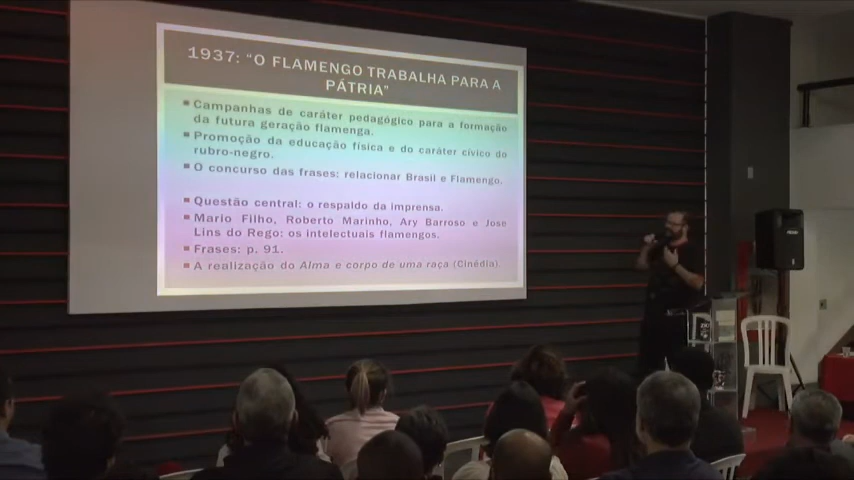 1937: "O FLAMENGO TRABALHA PARA A
PÁTRIA"
Campanhas de caráter pedagógico para a formação
da futura geração flamenga.
Promoção da educação física e do caráter cívico do
rubro-negro.
O concurso das frases: relacionar Brasil e Flamengo.
Questão central: o respaldo da imprensa.
Mario Filho, Roberto Marinho, Ary Barroso e José
Lins do Rego: os intelectuais flamengos.
Frases: p. 91.
A realização do Alma e corpo de uma raça (Cinédia).